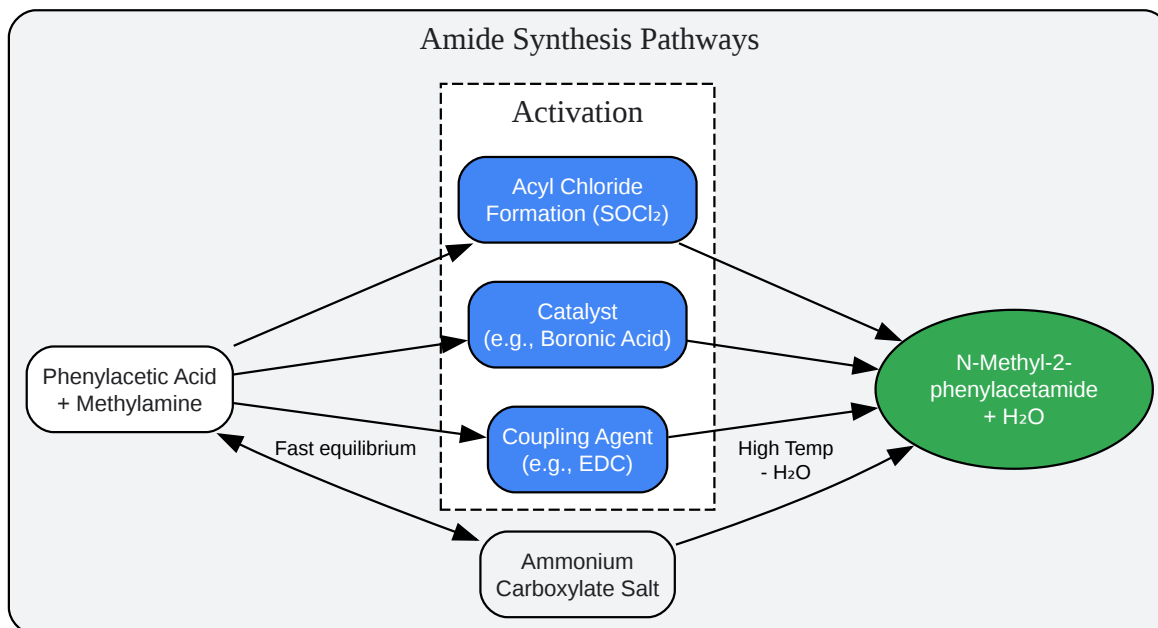 Amide Synthesis Pathways
Activation
Acyl Chloride
Formation (SOCl₂)
Catalyst
(e.g., Boronic Acid)
Phenylacetic Acid
+ Methylamine
N-Methyl-2-
phenylacetamide
+ H₂O
Fast equilibrium
Coupling Agent
(e.g., EDC)
High Temp
- H₂O
Ammonium
Carboxylate Salt